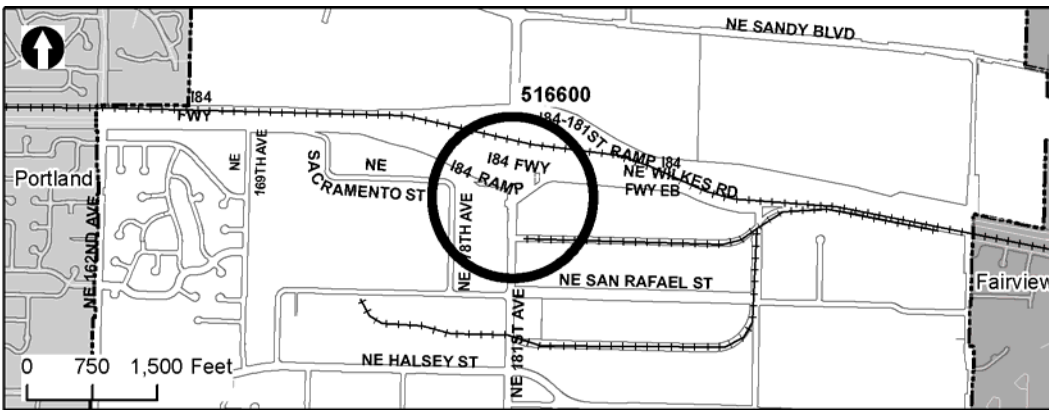 NE SANDY BLVD
516600
I84
FWY
I84-181ST RAMP I84
I84 FWY
NE WILKES RD
FWY EB
I84 RAMP
NE
169TH AVE
NE
SACRAMENTO ST
Portland
NE 162ND AVE
NE 178TH AVE
NE SAN RAFAEL ST
Fairview
NE 181ST AVE
NE HALSEY ST
0 750 1,500 Feet